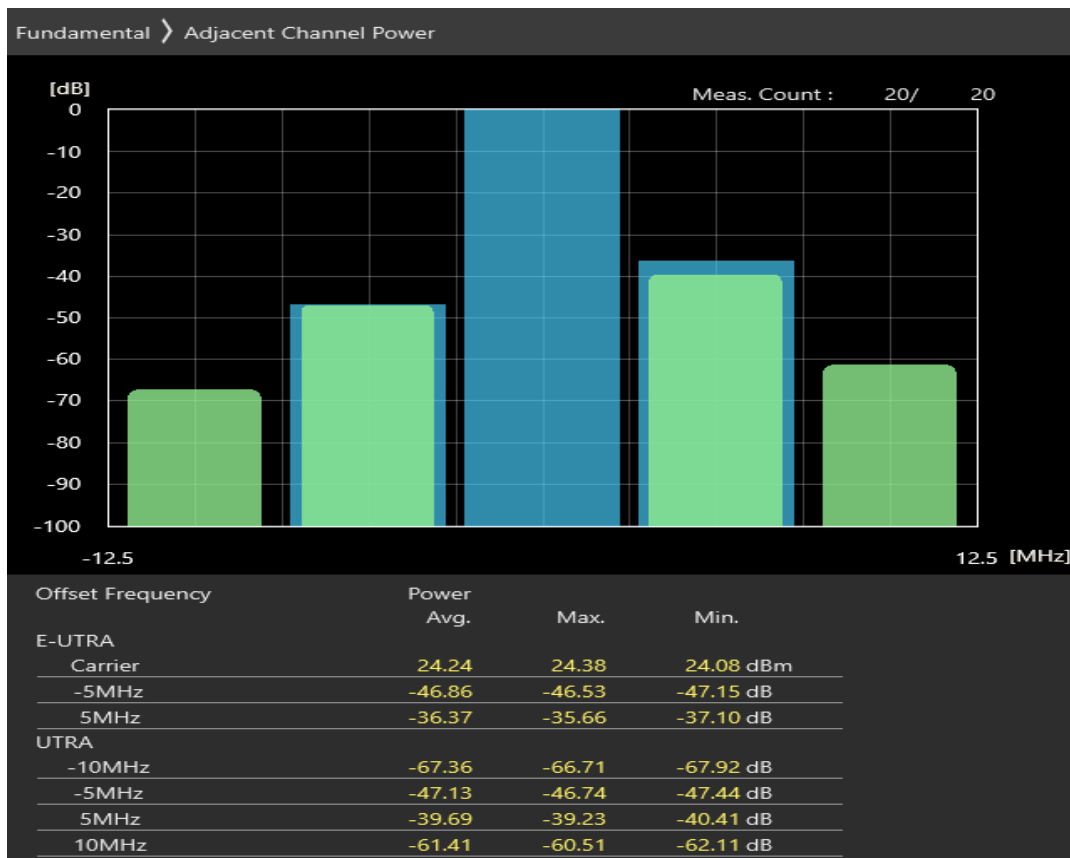 Fundamental 〉 Adjacent Channel Power
[dB]
Meas. Count : 20/ 20
0
-10
-20
-30
-40
-50
-60
-70
-80
-90
-100
-12.5 12.5 [MHz]
Offset Frequency Power
Avg. Max. Min.
E-UTRA
Carrier 24.24 24.38 24.08 dBm
-5MHz -46.86 -46.53 -47.15 dB
5MHz -36.37 -35.66 -37.10 dB
UTRA
-10MHz -67.36 -66.71 -67.92 dB
-5MHz -47.13 -46.74 -47.44 dB
5MHz -39.69 -39.23 -40.41 dB
10MHz -61.41 -60.51 -62.11 dB